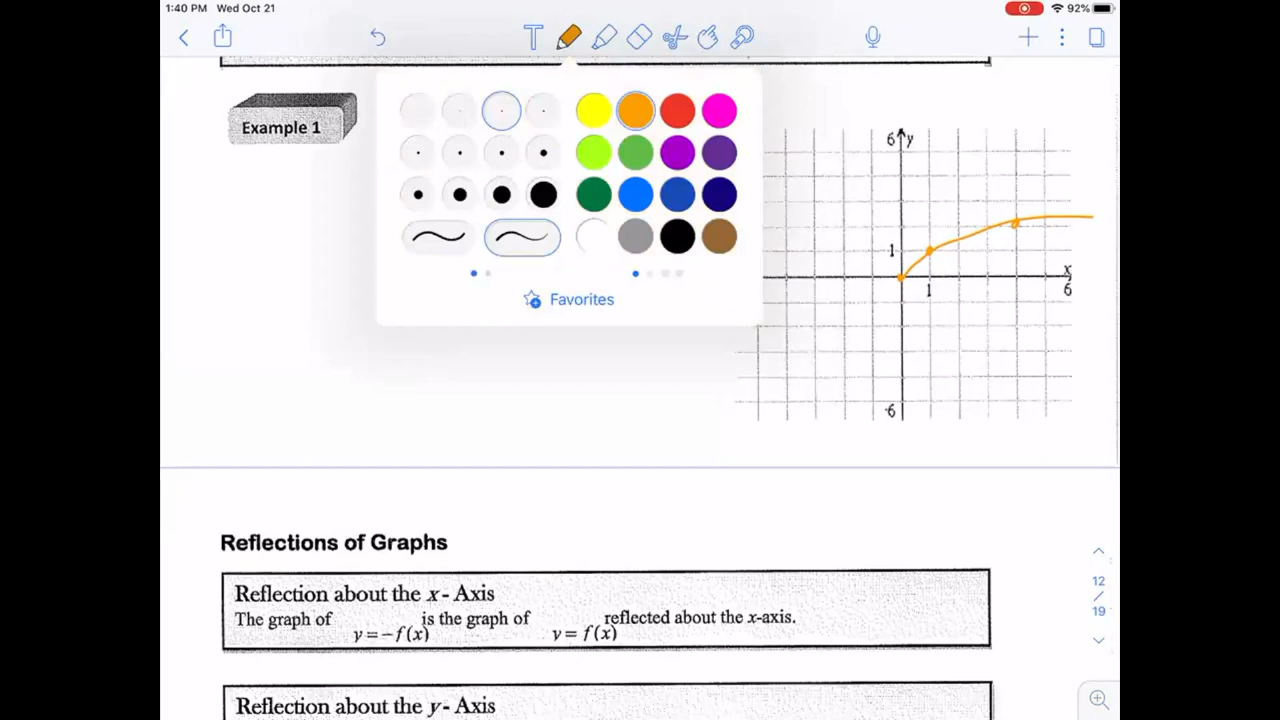 1:40 PM Wed Oct 21
92%
T
Example 1
6 y
1
x
1
6
-6
Favorites
Reflections of Graphs
Reflection about the x - Axis
The graph of y = -f(x) is the graph of y = f(x) reflected about the x-axis.
12
/
19
Reflection about the y - Axis